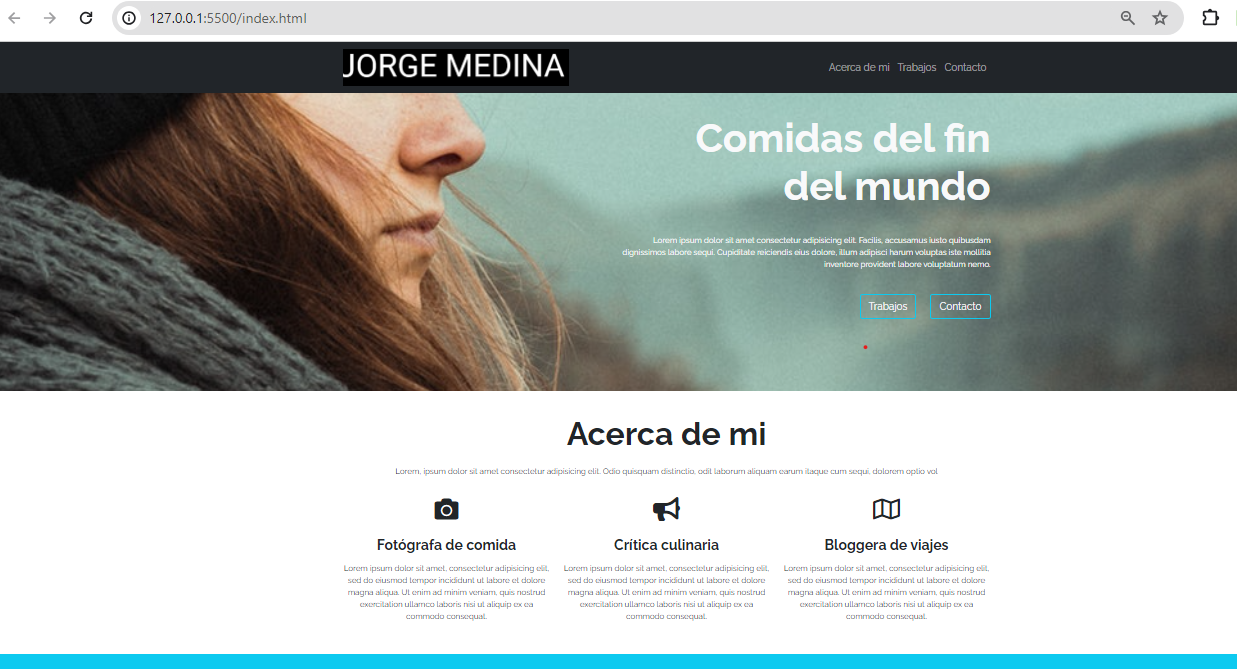 127.0.0.1:5500/index.html
JORGE MEDINA
Acerca de mi Trabajos Contacto
Comidas del fin
del mundo
Lorem ipsum dolor sit amet consectetur adipisicing elit. Facilis, accusamus iusto quibusdam
dignissimos labore sequi. Cupiditate reiciendis eius dolore, illum adipisci harum voluptas iste mollitia
inventore provident labore voluptatum nemo.
Trabajos Contacto
Acerca de mi
Lorem, ipsum dolor sit amet consectetur adipisicing elit. Odio quisquam distinctio, odit laborum aliquam earum itaque cum sequi, dolorem optio vol
Fotógrafa de comida
Lorem ipsum dolor sit amet, consectetur adipisicing elit,
sed do eiusmod tempor incididunt ut labore et dolore
magna aliqua. Ut enim ad minim veniam, quis nostrud
exercitation ullamco laboris nisi ut aliquip ex ea
commodo consequat.
Crítica culinaria
Lorem ipsum dolor sit amet, consectetur adipisicing elit,
sed do eiusmod tempor incididunt ut labore et dolore
magna aliqua. Ut enim ad minim veniam, quis nostrud
exercitation ullamco laboris nisi ut aliquip ex ea
commodo consequat.
Bloggera de viajes
Lorem ipsum dolor sit amet, consectetur adipisicing elit,
sed do eiusmod tempor incididunt ut labore et dolore
magna aliqua. Ut enim ad minim veniam, quis nostrud
exercitation ullamco laboris nisi ut aliquip ex ea
commodo consequat.